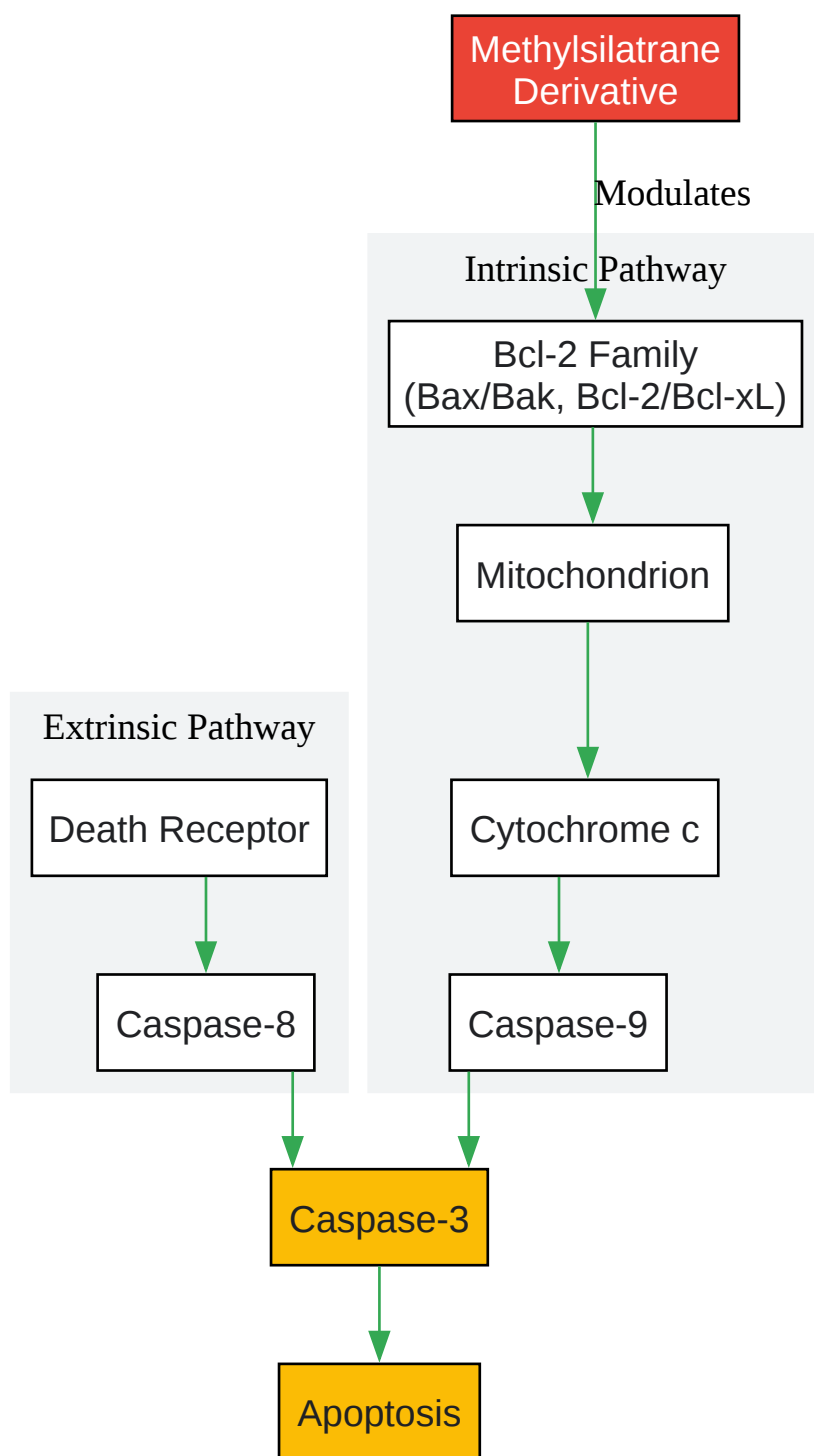 Methylsilatrane
Derivative
Modulates
Intrinsic Pathway
Bcl-2 Family
(Bax/Bak, Bcl-2/Bcl-xL)
Mitochondrion
Extrinsic Pathway
Death Receptor
Cytochrome c
Caspase-8
Caspase-9
Caspase-3
Apoptosis